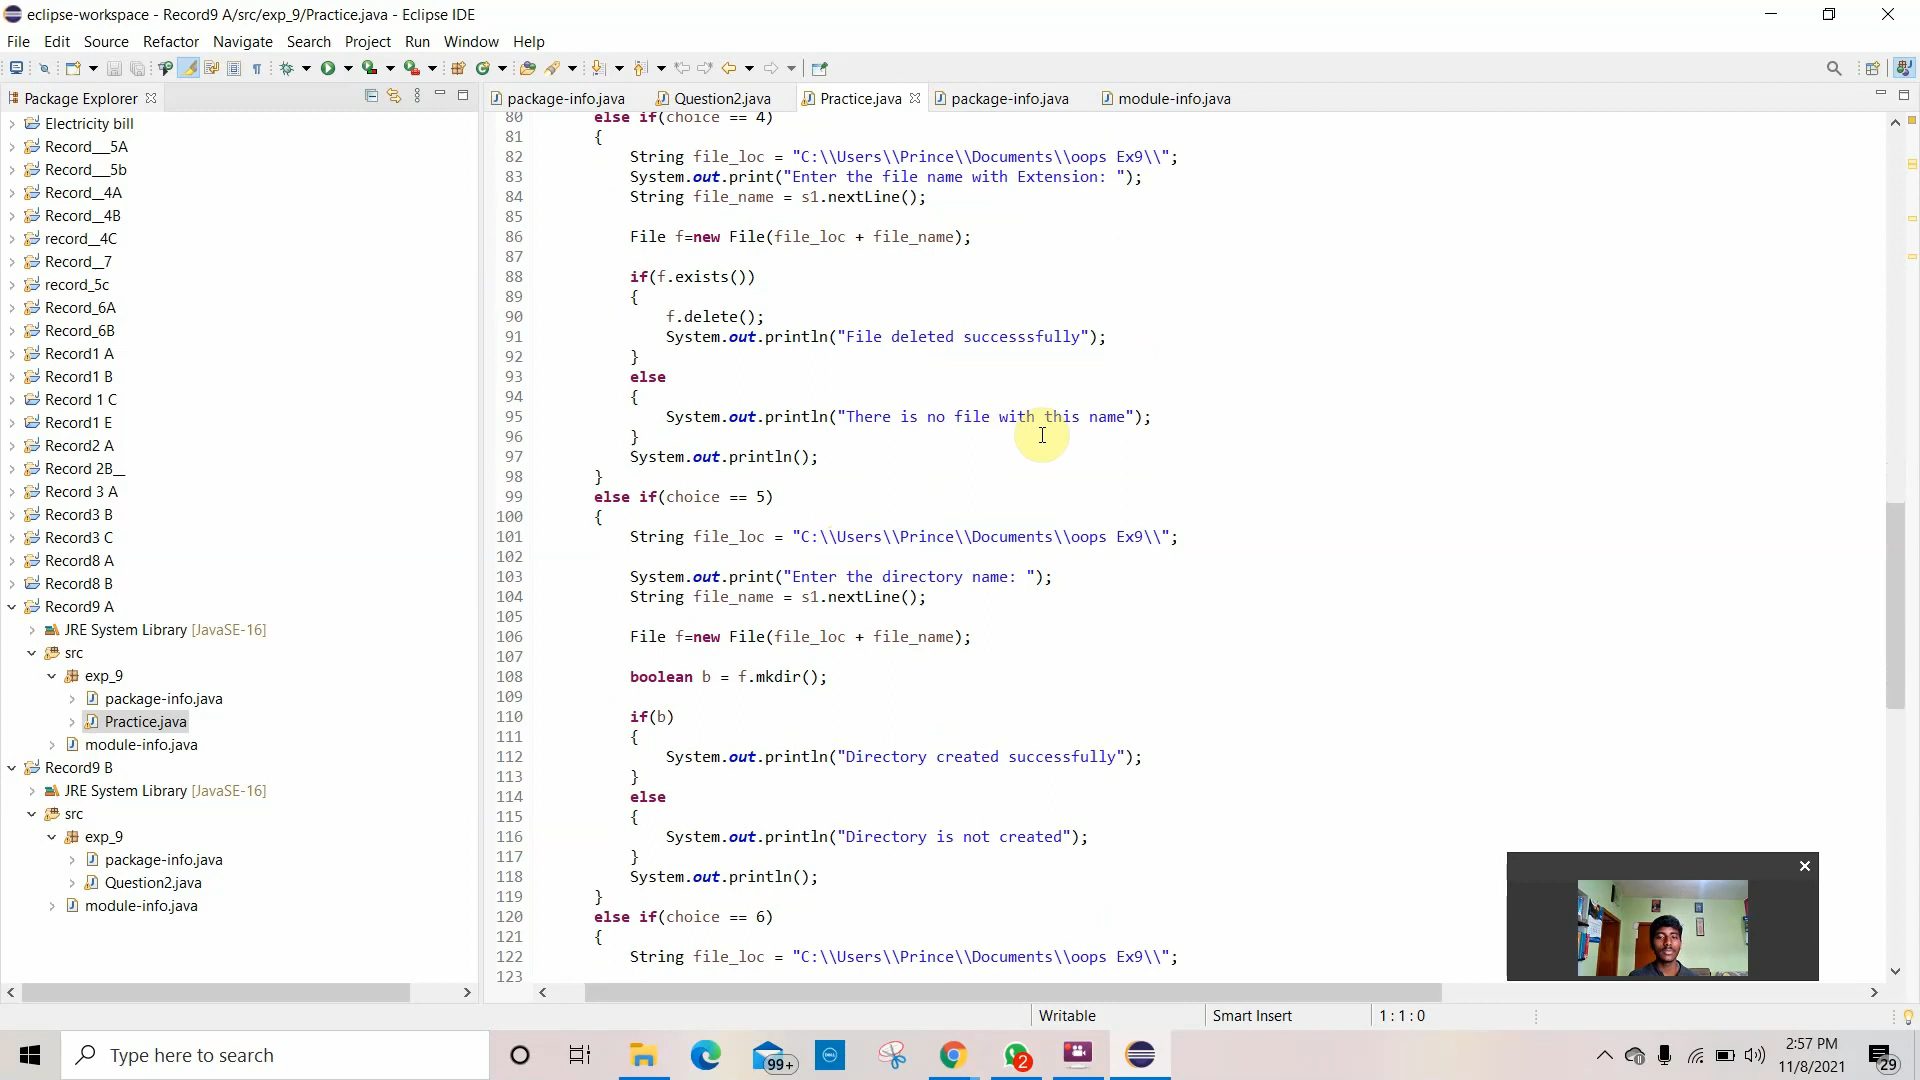 eclipse-workspace - Record9 A/src/exp_9/Practice.java - Eclipse IDE
File Edit Source Refactor Navigate Search Project Run Window Help
Package Explorer
package-info.java Question2.java Practice.java package-info.java module-info.java
Electricity bill
Record___5A
Record___5b
Record__4A
Record__4B
record__4C
Record__7
record_5c
Record_6A
Record_6B
Record1 A
Record1 B
Record 1 C
Record1 E
Record2 A
Record 2B__
Record 3 A
Record3 B
Record3 C
Record8 A
Record8 B
Record9 A
JRE System Library [JavaSE-16]
src
exp_9
package-info.java
Practice.java
module-info.java
Record9 B
JRE System Library [JavaSE-16]
src
exp_9
package-info.java
Question2.java
module-info.java
80 else if(choice == 4)
81 {
82 String file_loc = "C:\\Users\\Prince\\Documents\\oops Ex9\\";
83 System.out.print("Enter the file name with Extension: ");
84 String file_name = s1.nextLine();
85
86 File f=new File(file_loc + file_name);
87
88 if(f.exists())
89 {
90 f.delete();
91 System.out.println("File deleted successsfully");
92 }
93 else
94 {
95 System.out.println("There is no file with this name");
96 }
97 System.out.println();
98 }
99 else if(choice == 5)
100 {
101 String file_loc = "C:\\Users\\Prince\\Documents\\oops Ex9\\";
102
103 System.out.print("Enter the directory name: ");
104 String file_name = s1.nextLine();
105
106 File f=new File(file_loc + file_name);
107
108 boolean b = f.mkdir();
109
110 if(b)
111 {
112 System.out.println("Directory created successfully");
113 }
114 else
115 {
116 System.out.println("Directory is not created");
117 }
118 System.out.println();
119 }
120 else if(choice == 6)
121 {
122 String file_loc = "C:\\Users\\Prince\\Documents\\oops Ex9\\";
123
Writable Smart Insert 1 : 1 : 0
Type here to search
99+
DELL
2
2:57 PM
11/8/2021
29